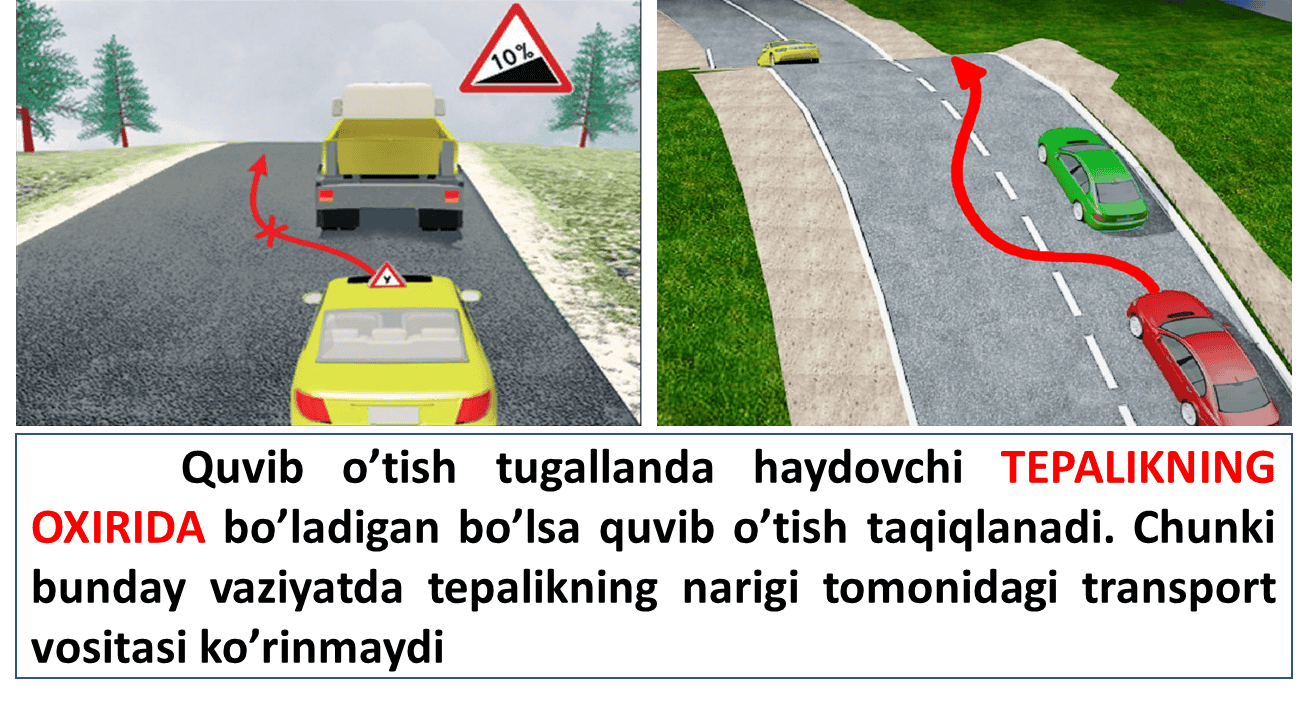 10%
У
Quvib o’tish tugallanda haydovchi TEPALIKNING
OXIRIDA bo’ladigan bo’lsa quvib o’tish taqiqlanadi. Chunki
bunday vaziyatda tepalikning narigi tomonidagi transport
vositasi ko’rinmaydi